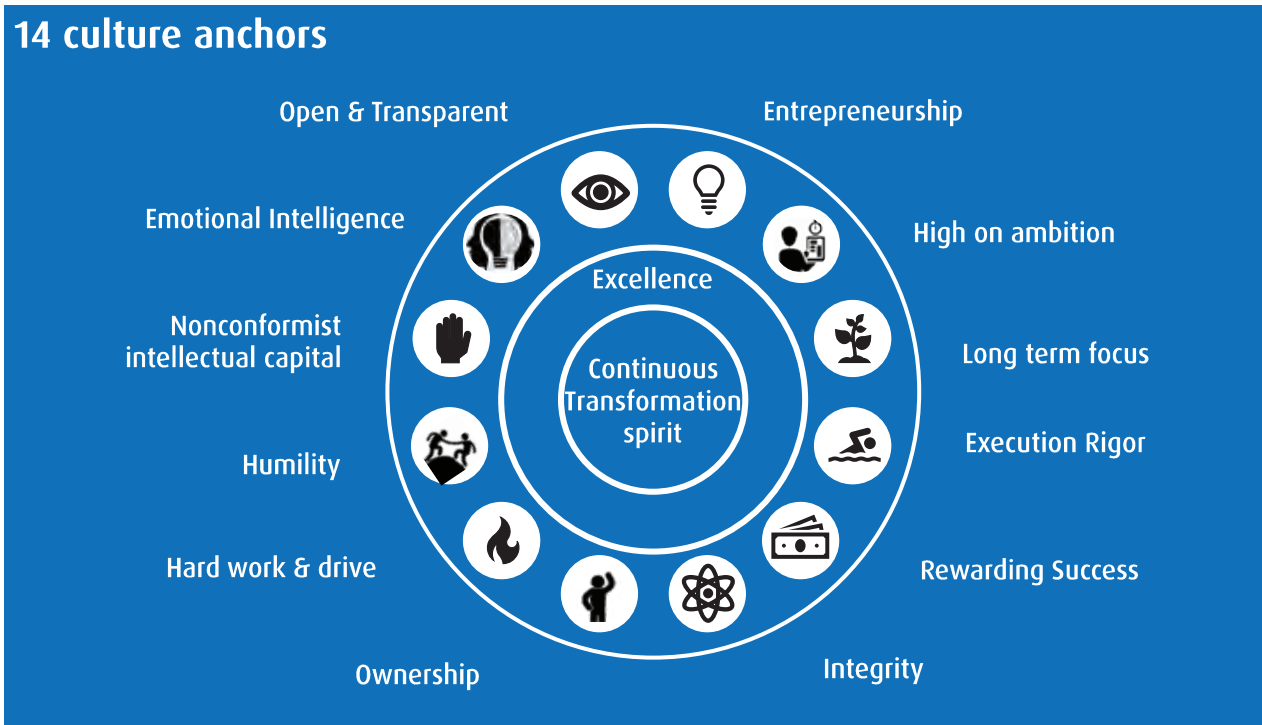 14 culture anchors
Open & Transparent
Entrepreneurship
Emotional Intelligence
High on ambition
Excellence
Nonconformist
intellectual capital
Long term focus
Continuous
Transformation
spirit
Humility
Execution Rigor
Hard work & drive
Rewarding Success
Ownership
Integrity